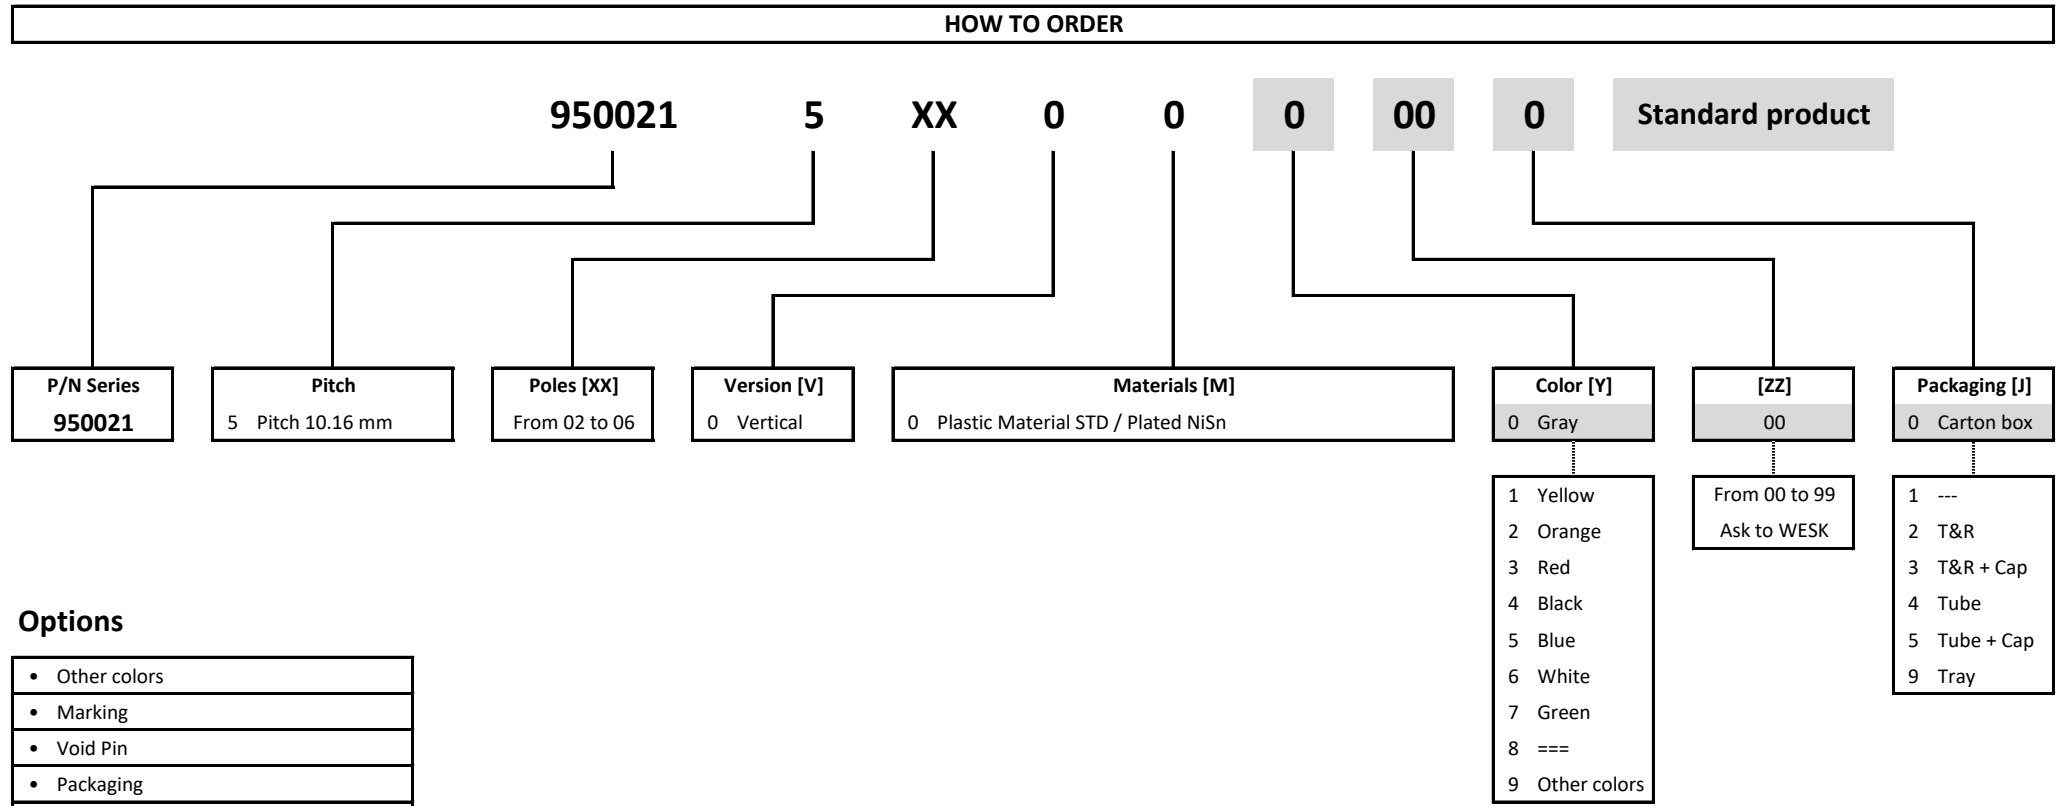 HOW TO ORDER
950021 5 XX 0 0 0 00 0 Standard product
P/N Series Pitch Poles [XX] Version [V] Materials [M] Color [Y] [ZZ] Packaging [J]
950021 5 Pitch 10.16 mm From 02 to 06 0 Vertical 0 Plastic Material STD / Plated NiSn 0 Gray 00 0 Carton box
1 Yellow From 00 to 99 1 ---
2 Orange Ask to WESK 2 T&R
3 Red 3 T&R + Cap
4 Black 4 Tube
Options
5 Blue 5 Tube + Cap
• Other colors 6 White 9 Tray
• Marking 7 Green
• Void Pin 8 ===
• Packaging 9 Other colors